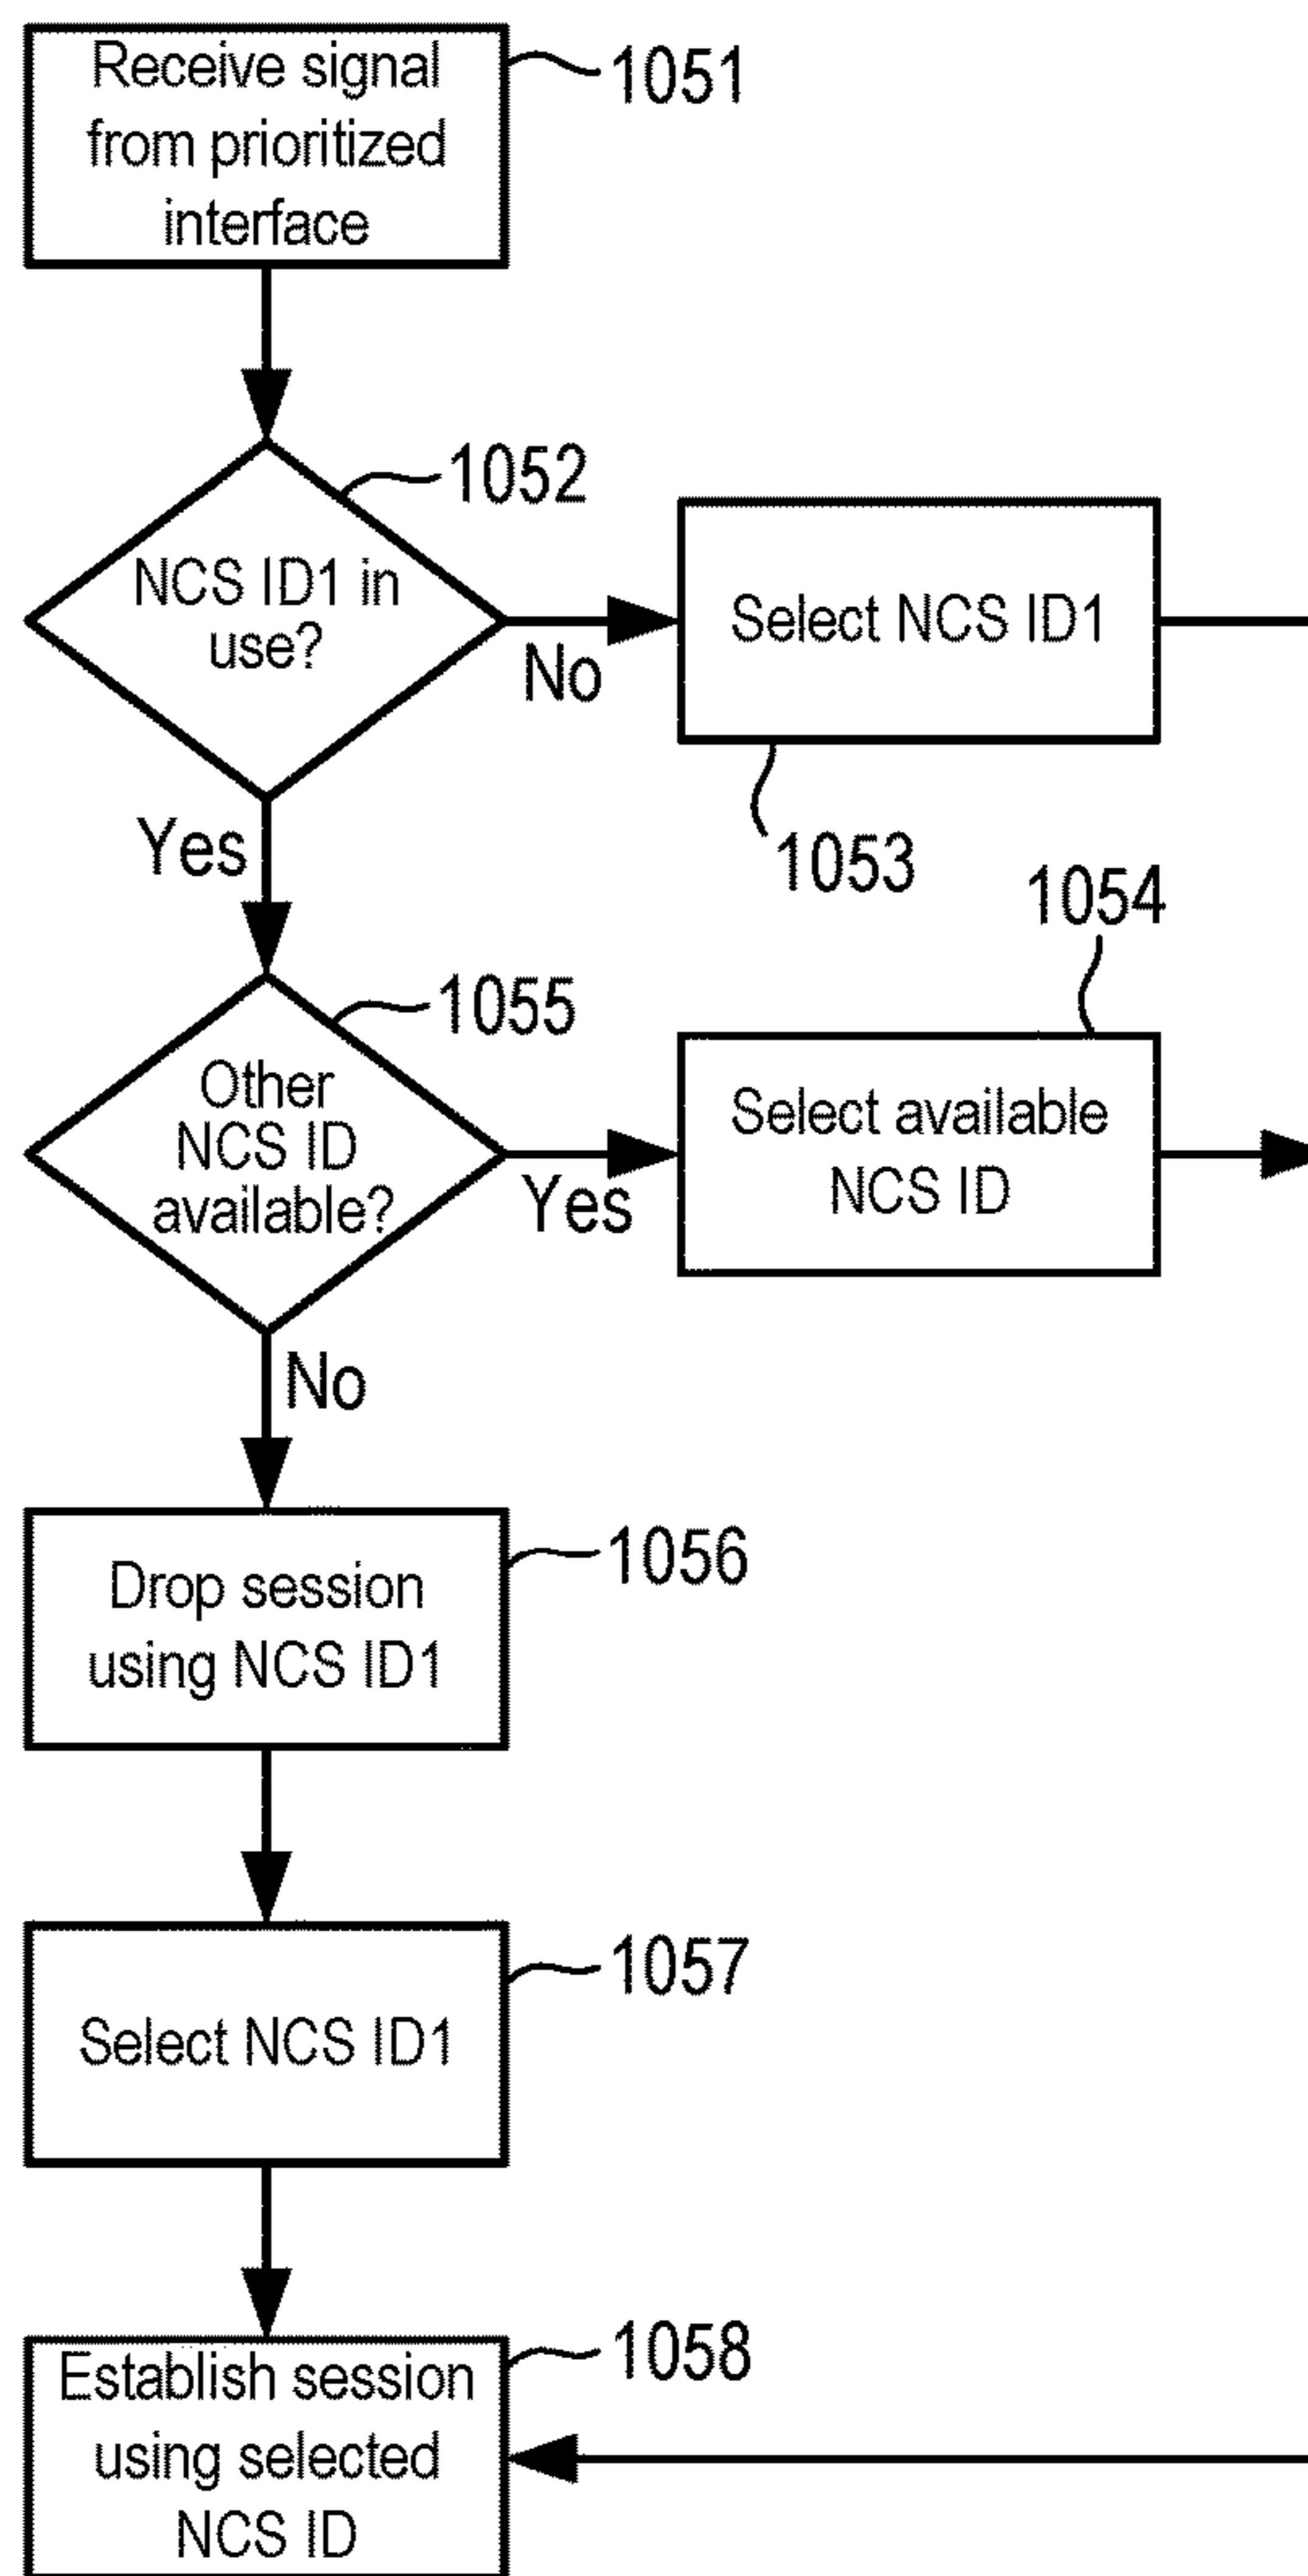 Receive signal
from prioritized
interface
1051
1052
NCS ID1 in
use?
No
Select NCS ID1
1053
Yes
1054
1055
Other
NCS ID
available?
Yes
Select available
NCS ID
No
1056
Drop session
using NCS ID1
1057
Select NCS ID1
1058
Establish session
using selected
NCS ID